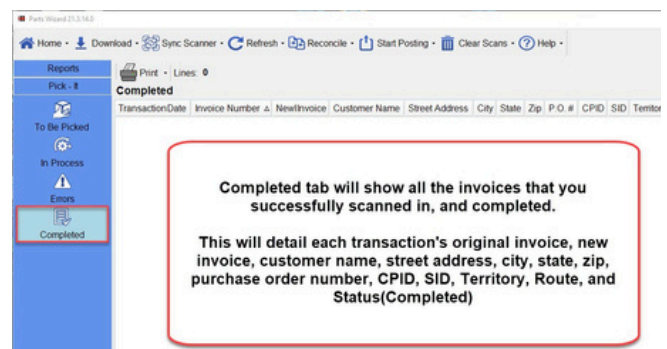 Parts Wizard 21.3.14.0
Home - Download - Sync Scanner - Refresh - Reconcile - Start Posting - Clear Scans - Help -
Reports
Pick - It
Print - Lines: 0
Completed
TransactionDate Invoice Number NewInvoice Customer Name Street Address City State Zip P.O. # CPID SID Territor
To Be Picked
In Process
Errors
Completed
Completed tab will show all the invoices that you
successfully scanned in, and completed.
This will detail each transaction's original invoice, new
invoice, customer name, street address, city, state, zip,
purchase order number, CPID, SID, Territory, Route, and
Status(Completed)